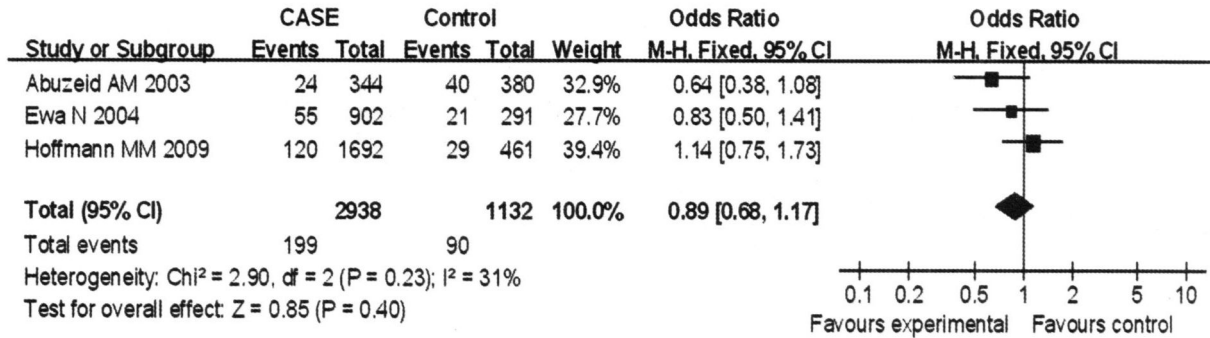 CASE Control Odds Ratio Odds Ratio
Study or Subgroup Events Total Events Total Weight M-H, Fixed, 95% CI M-H, Fixed, 95% CI
Abuzeid AM 2003 24 344 40 380 32.9% 0.64 [0.38, 1.08]
Ewa N 2004 55 902 21 291 27.7% 0.83 [0.50, 1.41]
Hoffmann MM 2009 120 1692 29 461 39.4% 1.14 [0.75, 1.73]
Total (95% CI) 2938 1132 100.0% 0.89 [0.68, 1.17]
Total events 199 90
Heterogeneity: Chi² = 2.90, df = 2 (P = 0.23); I² = 31%
Test for overall effect: Z = 0.85 (P = 0.40)
0.1 0.2 0.5 1 2 5 10
Favours experimental Favours control